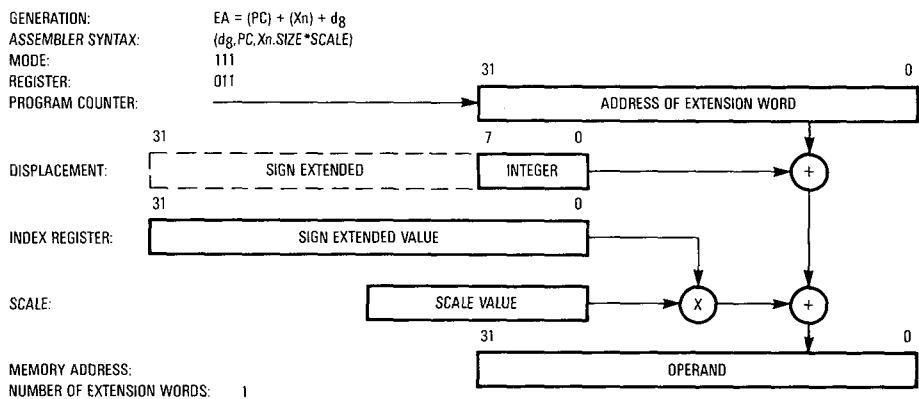 GENERATION: EA = (PC) + (Xn) + d8
ASSEMBLER SYNTAX: (d8,PC,Xn.SIZE*SCALE)
MODE: 111
REGISTER: 011
31 0
PROGRAM COUNTER: ADDRESS OF EXTENSION WORD
31 7 0
DISPLACEMENT: SIGN EXTENDED INTEGER +
31 0
INDEX REGISTER: SIGN EXTENDED VALUE
SCALE: SCALE VALUE X +
31 0
MEMORY ADDRESS: OPERAND
NUMBER OF EXTENSION WORDS: 1